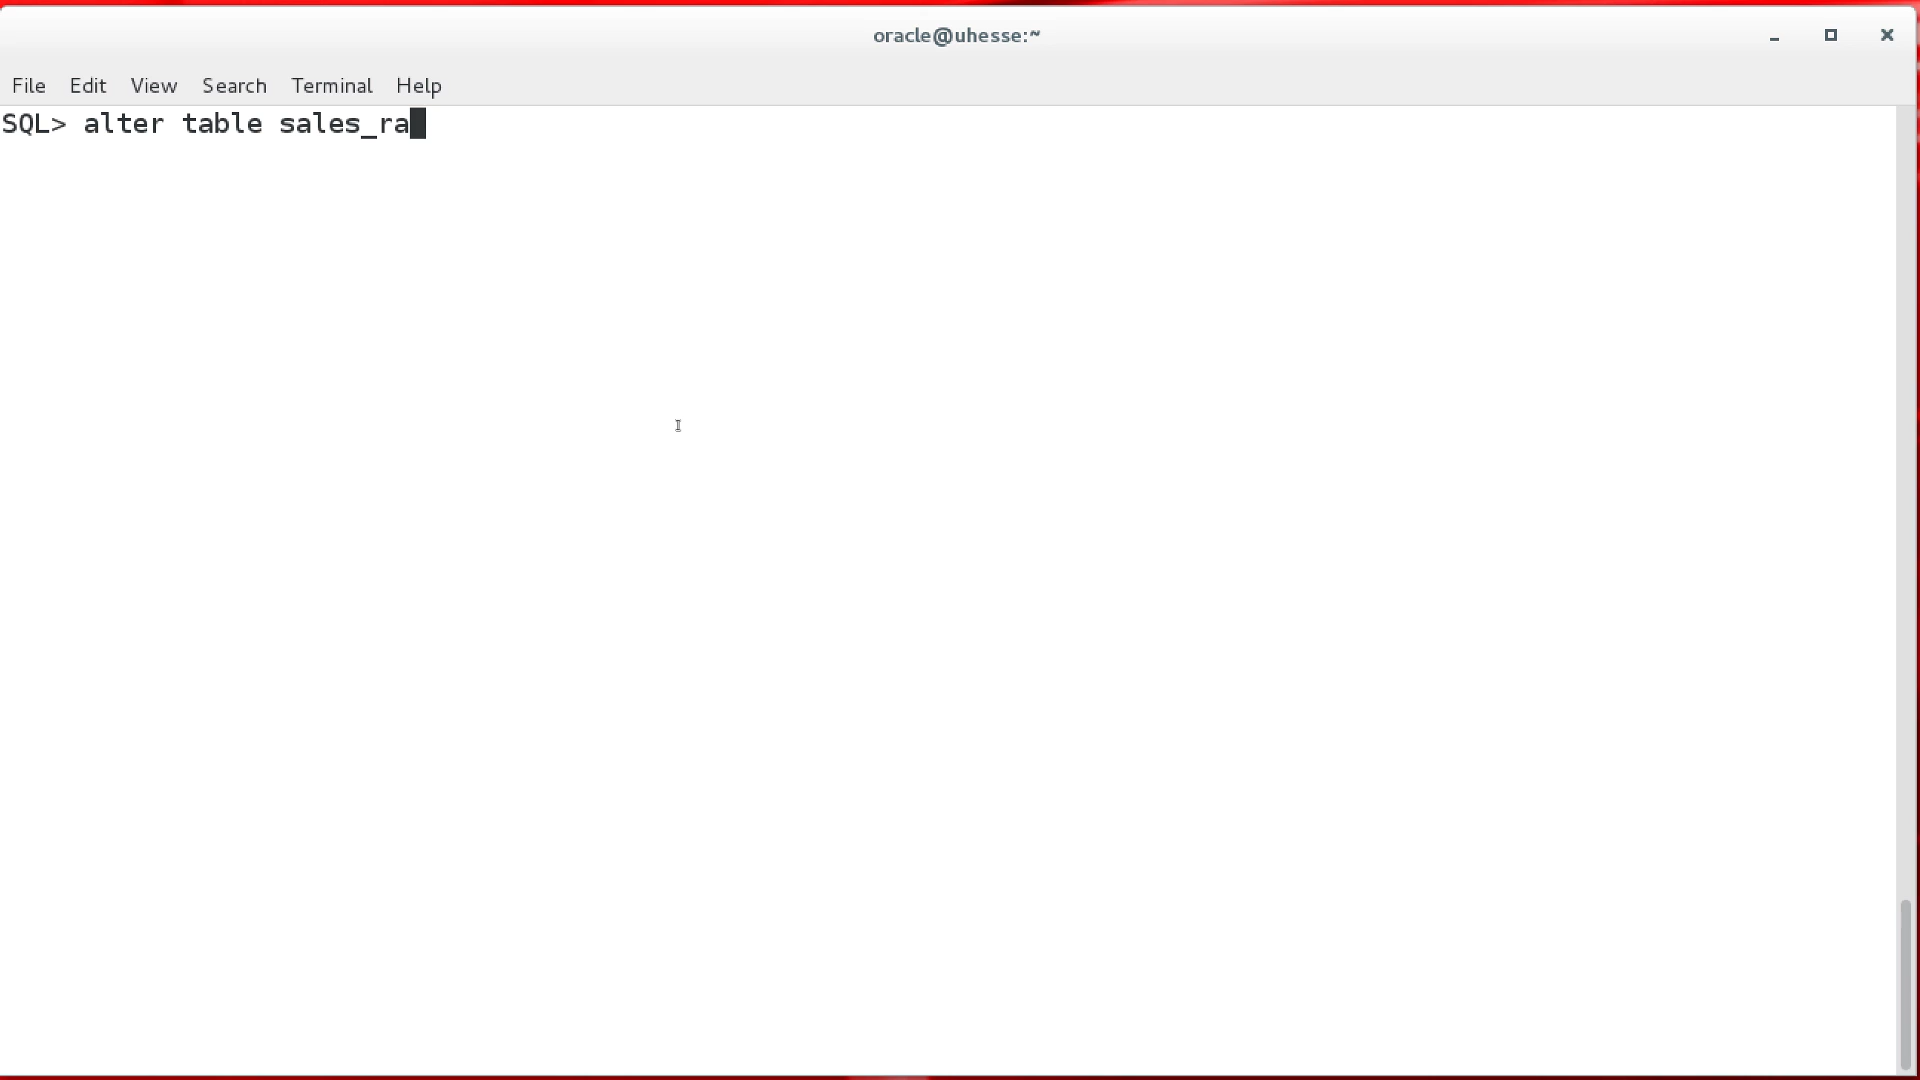 oracle@uhesse:~
File Edit View Search Terminal Help
SQL> alter table sales_ra